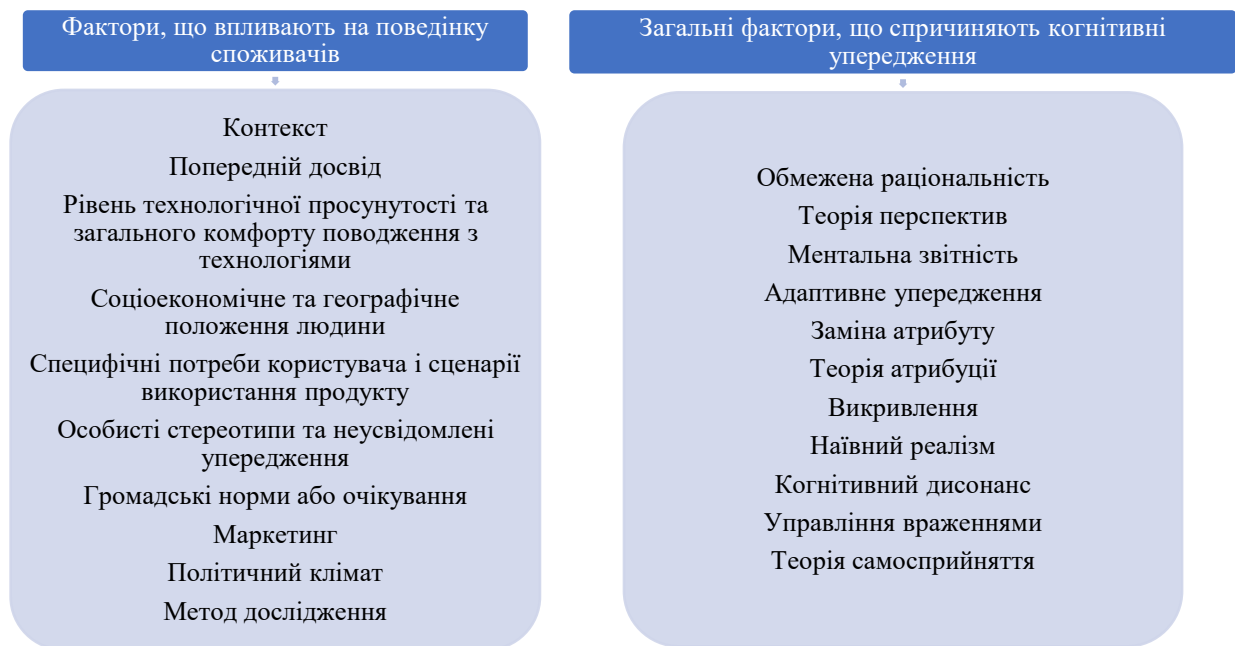 Фактори, що впливають на поведінку
споживачів
Контекст
Попередній досвід
Рівень технологічної просунутості та
загального комфорту поводження з
технологіями
Соціоекономічне та географічне
положення людини
Специфічні потреби користувача і сценарії
використання продукту
Особисті стереотипи та неусвідомлені
упередження
Громадські норми або очікування
Маркетинг
Політичний клімат
Метод дослідження
Загальні фактори, що спричиняють когнітивні
упередження
Обмежена раціональність
Теорія перспектив
Ментальна звітність
Адаптивне упередження
Заміна атрибуту
Теорія атрибуції
Викривлення
Наївний реалізм
Когнітивний дисонанс
Управління враженнями
Теорія самосприйняття